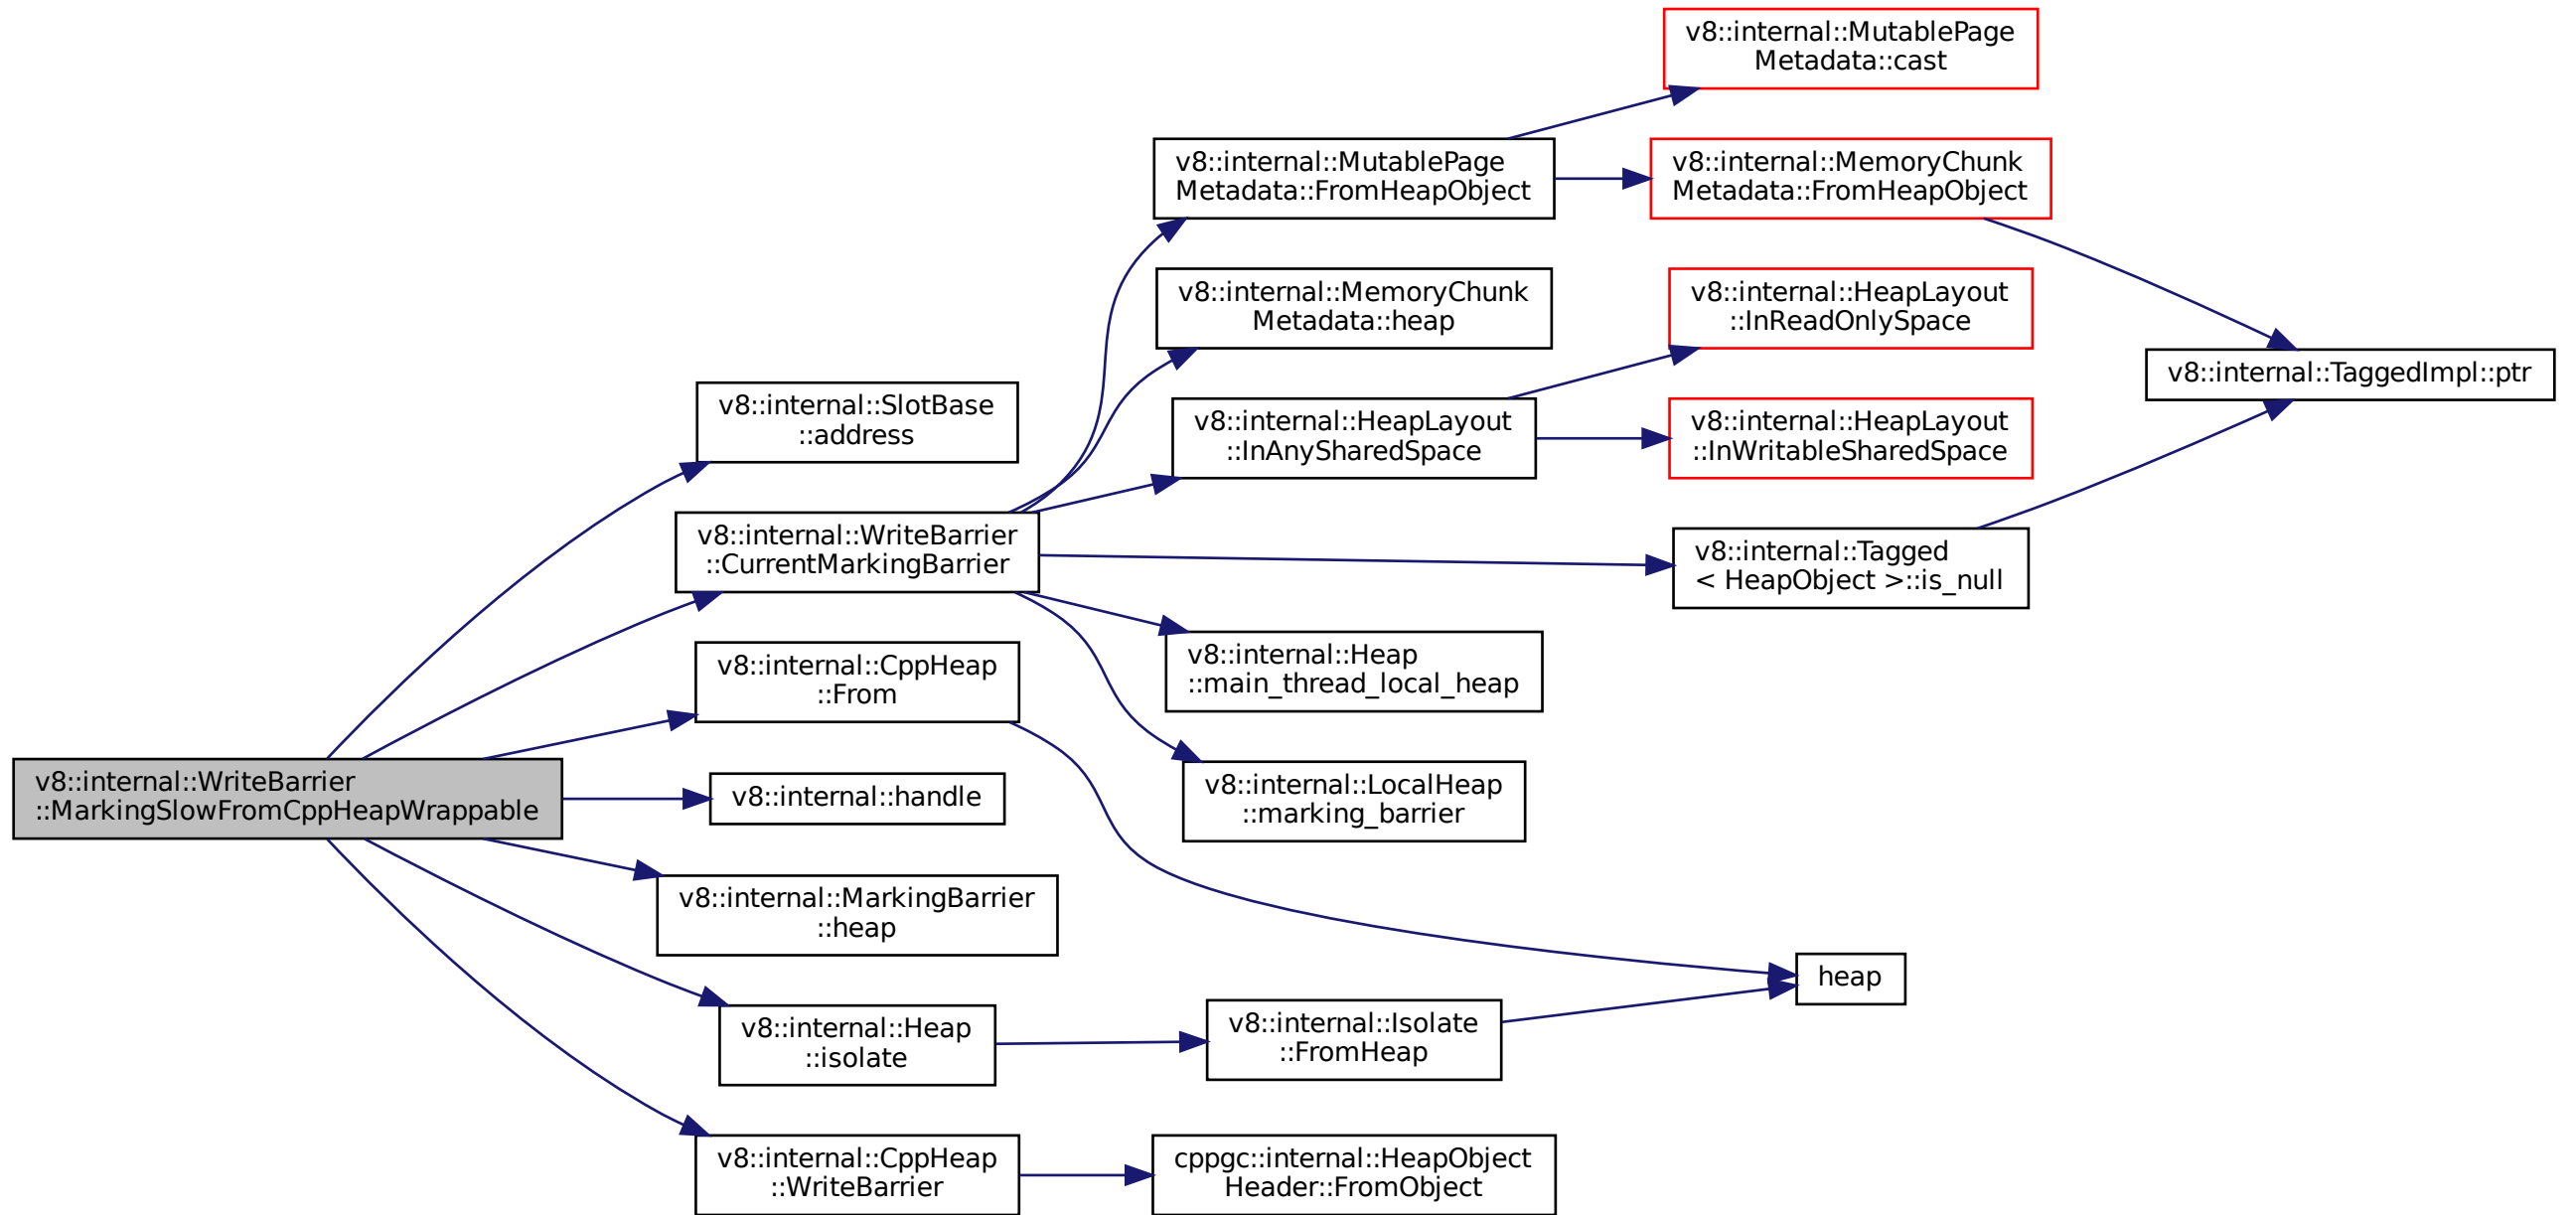 v8::internal::WriteBarrier
::MarkingSlowFromCppHeapWrappable
v8::internal::SlotBase
::address
v8::internal::WriteBarrier
::CurrentMarkingBarrier
v8::internal::CppHeap
::From
v8::internal::handle
v8::internal::MarkingBarrier
::heap
v8::internal::Heap
::isolate
v8::internal::CppHeap
::WriteBarrier
v8::internal::MutablePage
Metadata::FromHeapObject
v8::internal::MemoryChunk
Metadata::heap
v8::internal::HeapLayout
::InAnySharedSpace
v8::internal::Heap
::main_thread_local_heap
v8::internal::LocalHeap
::marking_barrier
v8::internal::Isolate
::FromHeap
cppgc::internal::HeapObject
Header::FromObject
v8::internal::MutablePage
Metadata::cast
v8::internal::MemoryChunk
Metadata::FromHeapObject
v8::internal::HeapLayout
::InReadOnlySpace
v8::internal::HeapLayout
::InWritableSharedSpace
v8::internal::Tagged
< HeapObject >::is_null
heap
v8::internal::TaggedImpl::ptr